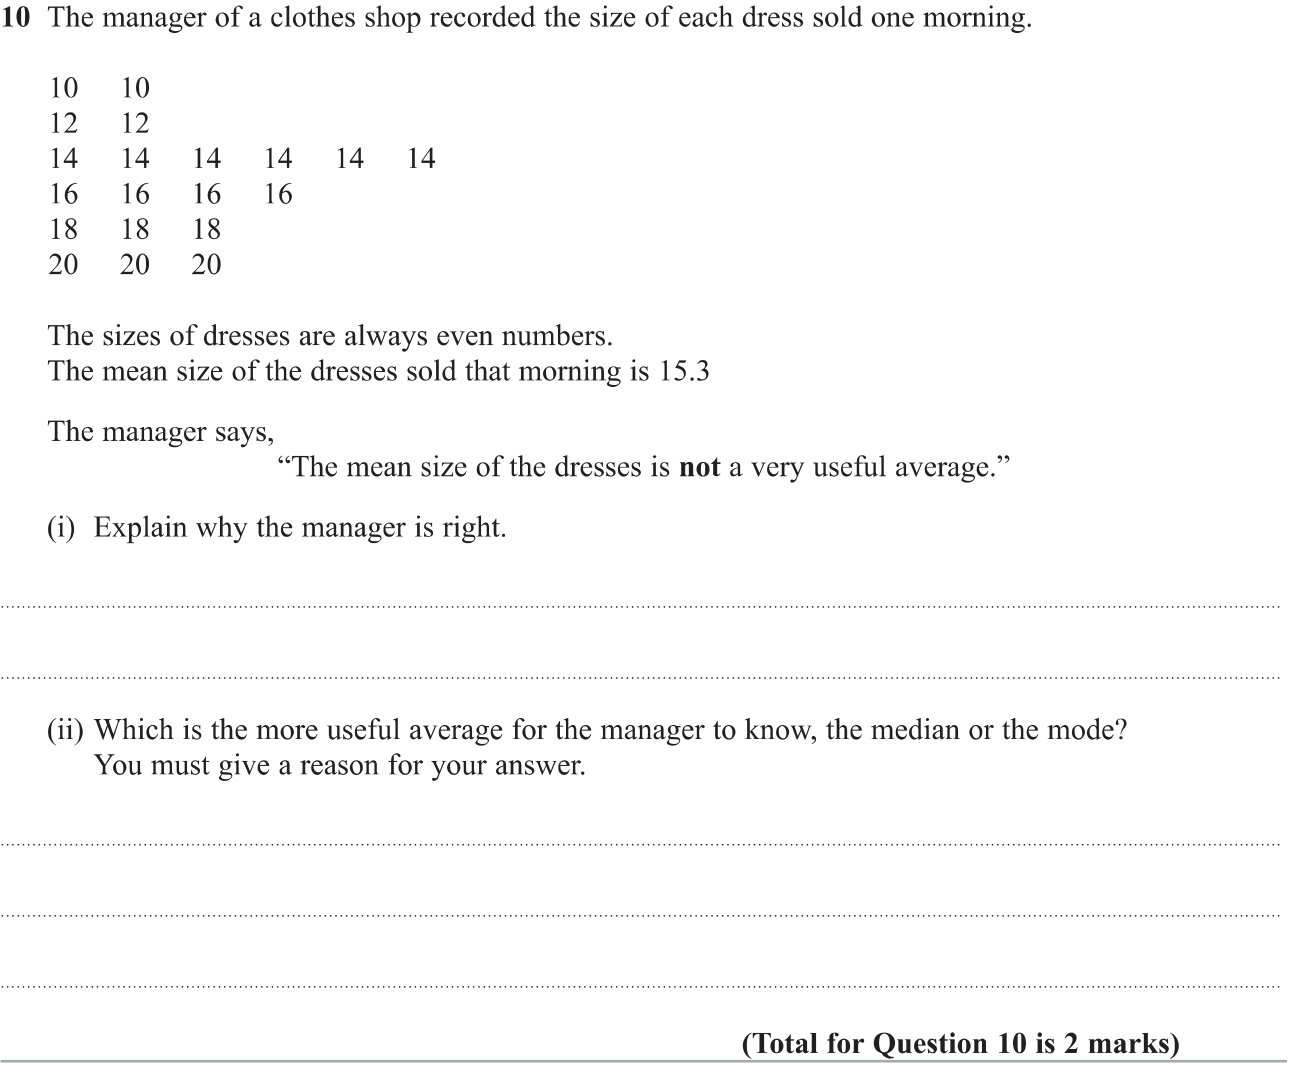 10 The manager of a clothes shop recorded the size of each dress sold one morning.
10 10
12 12
14 14 14 14 14 14
16 16 16 16
18 18 18
20 20 20
The sizes of dresses are always even numbers.
The mean size of the dresses sold that morning is 15.3
The manager says,
“The mean size of the dresses is not a very useful average.”
(i) Explain why the manager is right.
(ii) Which is the more useful average for the manager to know, the median or the mode?
You must give a reason for your answer.
(Total for Question 10 is 2 marks)